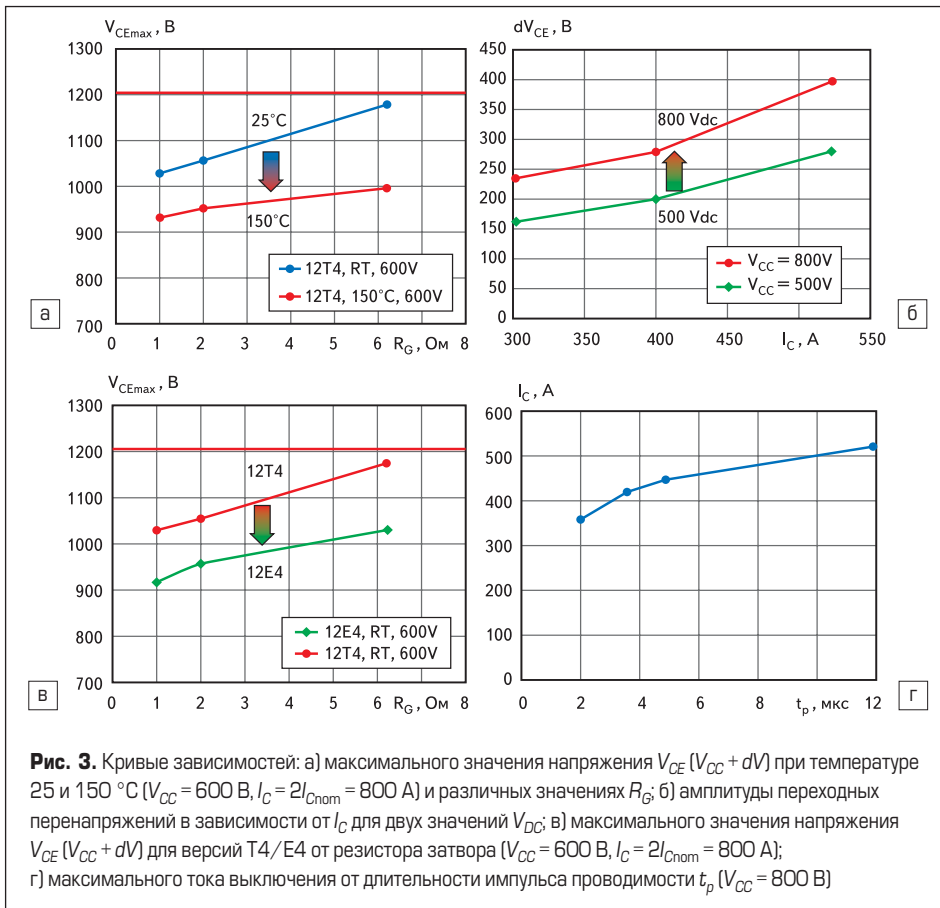 V_CEmax, В
1300
1200
1100
1000
900
800
700
0 1 2 3 4 5 6 R_G, Ом 8
25°C
150°C
12T4, RT, 600V
12T4, 150°C, 600V
а
dV_CE, В
450
400
350
300
250
200
150
100
50
0
300 350 400 450 I_C, А 550
800 Vdc
500 Vdc
V_CC = 800V
V_CC = 500V
б
V_CEmax, В
1300
1200
1100
1000
900
800
700
0 1 2 3 4 5 6 R_G, Ом 8
12T4
12E4
12E4, RT, 600V
12T4, RT, 600V
в
I_C, А
600
500
400
300
200
100
0
0 2 4 6 8 t_p, мкс 12
г
Рис. 3. Кривые зависимостей: а) максимального значения напряжения V_CE (V_CC + dV) при температуре
25 и 150 °C (V_CC = 600 В, I_C = 2I_Cnom = 800 А) и различных значениях R_G; б) амплитуды переходных
перенапряжений в зависимости от I_C для двух значений V_DC; в) максимального значения напряжения
V_CE (V_CC + dV) для версий T4/E4 от резистора затвора (V_CC = 600 В, I_C = 2I_Cnom = 800 А);
г) максимального тока выключения от длительности импульса проводимости t_p (V_CC = 800 В)